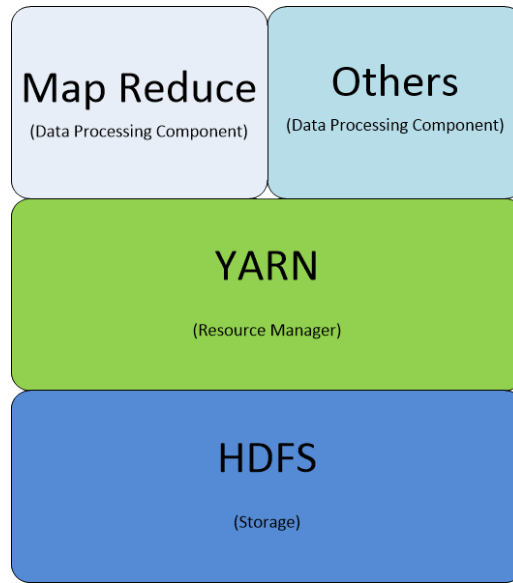 Map Reduce
(Data Processing Component)
Others
(Data Processing Component)
YARN
(Resource Manager)
HDFS
(Storage)